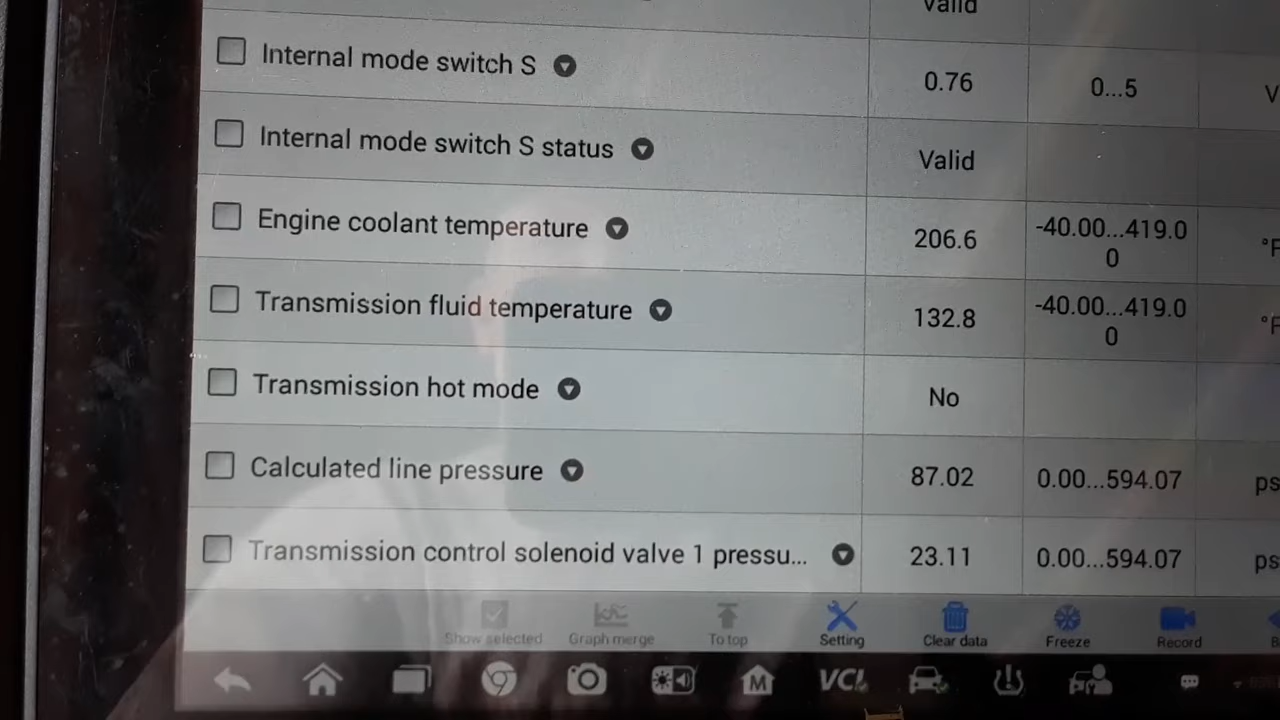 Valid
Internal mode switch S 0.76 0...5 V
Internal mode switch S status Valid
Engine coolant temperature 206.6 -40.00...419.0
0 °F
Transmission fluid temperature 132.8 -40.00...419.0
0 °F
Transmission hot mode No
Calculated line pressure 87.02 0.00...594.07 ps
Transmission control solenoid valve 1 pressu... 23.11 0.00...594.07 ps
Show selected Graph merge To top Setting Clear data Freeze Record
M VCI